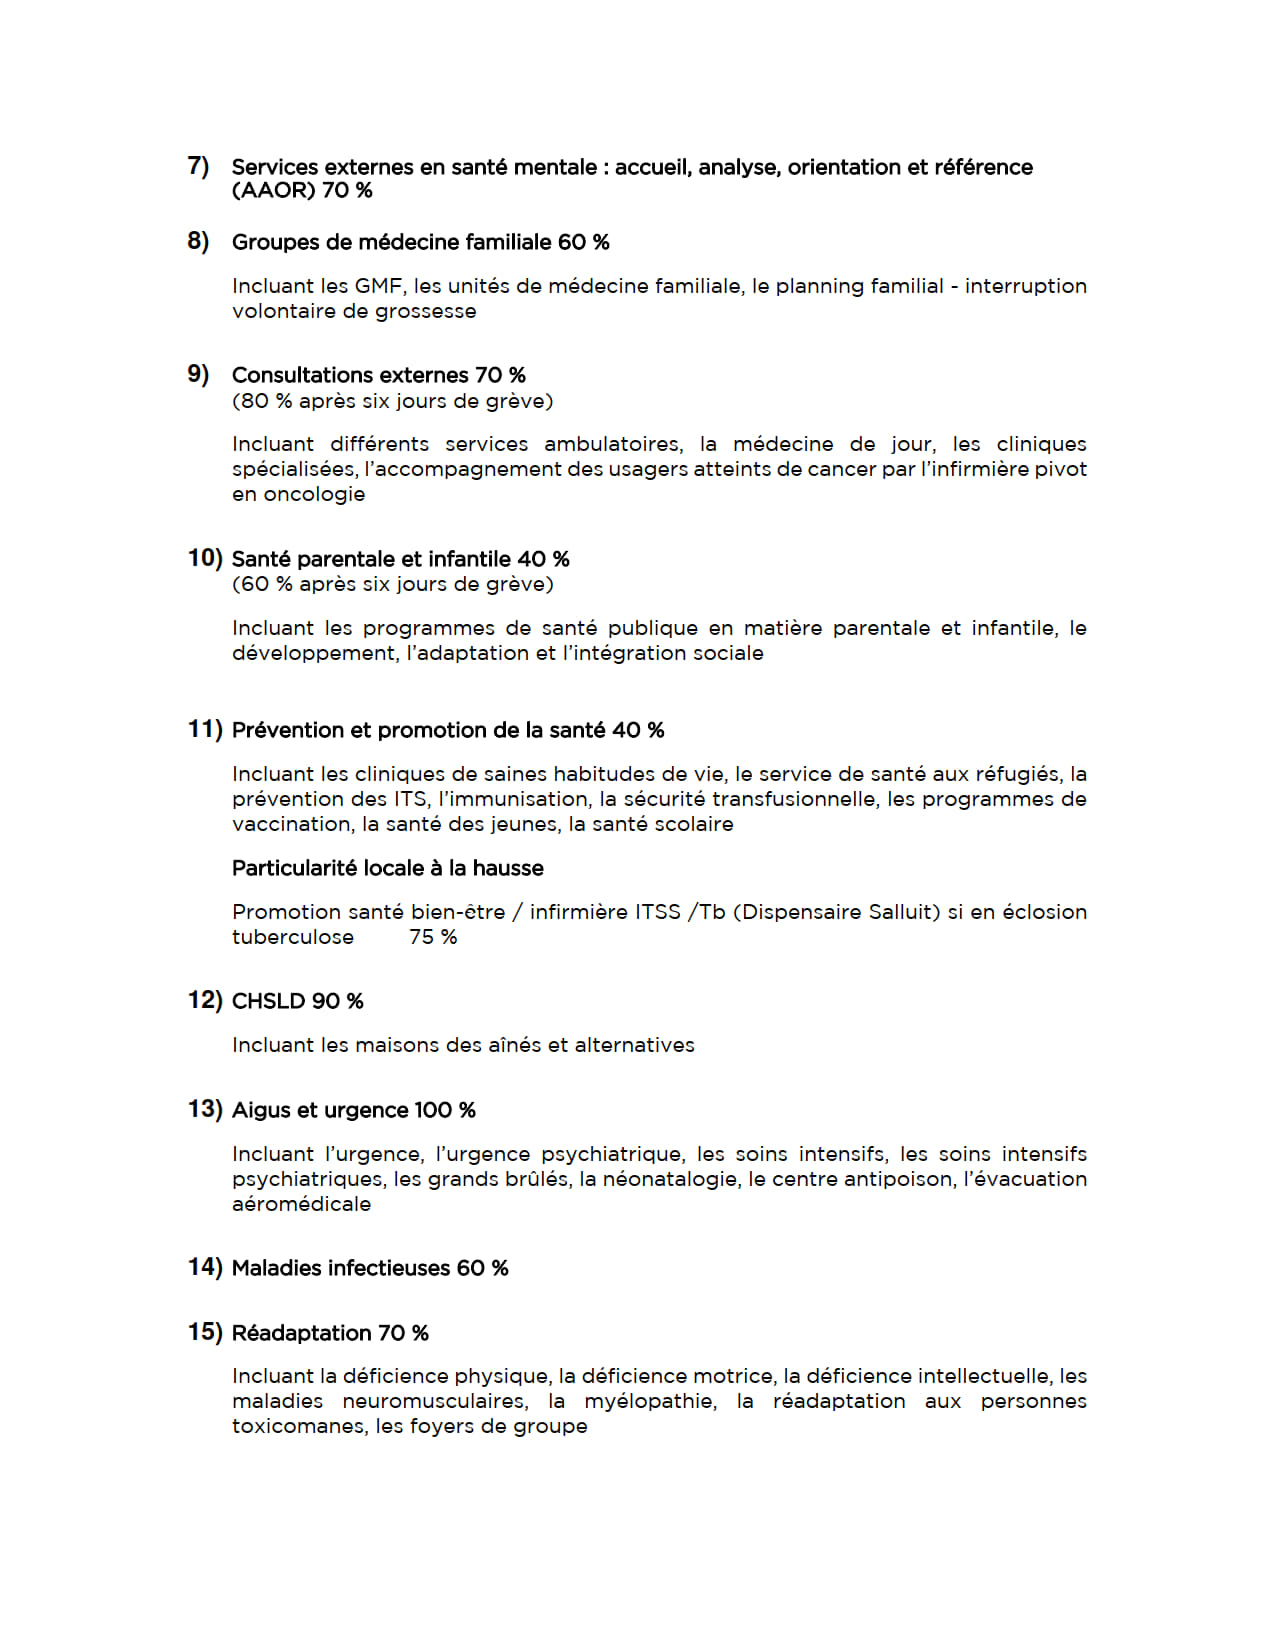 7) Services externes en santé mentale : accueil, analyse, orientation et référence
(AAOR) 70 %
8) Groupes de médecine familiale 60 %
Incluant les GMF, les unités de médecine familiale, le planning familial - interruption
volontaire de grossesse
9) Consultations externes 70 %
(80 % après six jours de grève)
Incluant différents services ambulatoires, la médecine de jour, les cliniques
spécialisées, l’accompagnement des usagers atteints de cancer par l’infirmière pivot
en oncologie
10) Santé parentale et infantile 40 %
(60 % après six jours de grève)
Incluant les programmes de santé publique en matière parentale et infantile, le
développement, l’adaptation et l’intégration sociale
11) Prévention et promotion de la santé 40 %
Incluant les cliniques de saines habitudes de vie, le service de santé aux réfugiés, la
prévention des ITS, l’immunisation, la sécurité transfusionnelle, les programmes de
vaccination, la santé des jeunes, la santé scolaire
Particularité locale à la hausse
Promotion santé bien-être / infirmière ITSS /Tb (Dispensaire Salluit) si en éclosion
tuberculose 75 %
12) CHSLD 90 %
Incluant les maisons des aînés et alternatives
13) Aigus et urgence 100 %
Incluant l’urgence, l’urgence psychiatrique, les soins intensifs, les soins intensifs
psychiatriques, les grands brûlés, la néonatalogie, le centre antipoison, l’évacuation
aéromédicale
14) Maladies infectieuses 60 %
15) Réadaptation 70 %
Incluant la déficience physique, la déficience motrice, la déficience intellectuelle, les
maladies neuromusculaires, la myélopathie, la réadaptation aux personnes
toxicomanes, les foyers de groupe